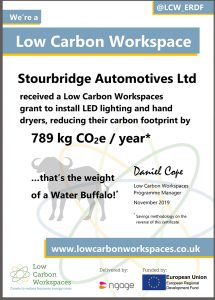 We're a
@LCW_ERDF
Low Carbon Workspace
Stourbridge Automotives Ltd
received a Low Carbon Workspaces
grant to install LED lighting and hand
dryers, reducing their carbon footprint by
789 kg CO2e / year*
...that's the weight
of a Water Buffalo!*
Daniel Cope
Low Carbon Workspaces
Programme Manager
November 2019
* Savings methodology on the
reverse of this certificate
www.lowcarbonworkspaces.co.uk
Low
Carbon
Workspaces
Delivered by:
ngage
Funded by:
European Union
European Regional
Development Fund